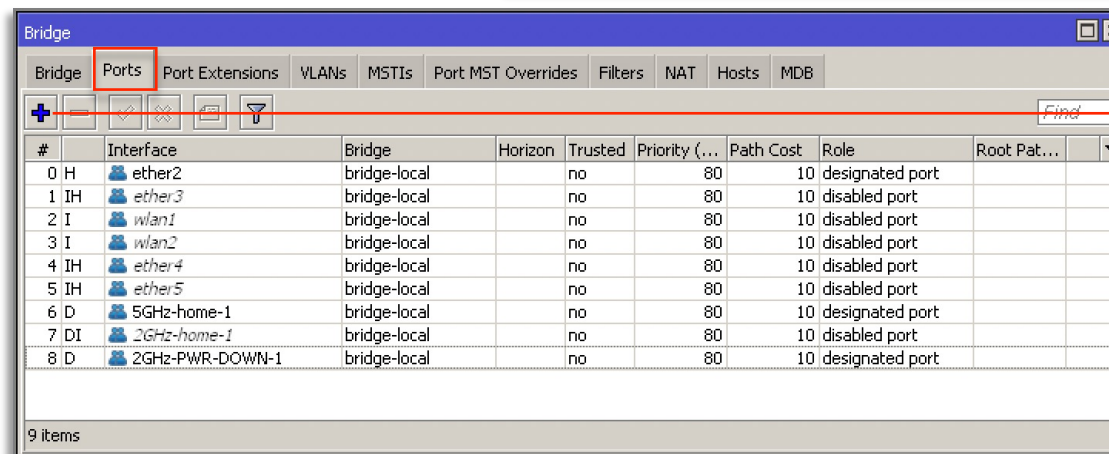 Bridge
Bridge Ports Port Extensions VLANs MSTIs Port MST Overrides Filters NAT Hosts MDB
Find
# Interface Bridge Horizon Trusted Priority (... Path Cost Role Root Pat...
0 H ether2 bridge-local no 80 10 designated port
1 IH ether3 bridge-local no 80 10 disabled port
2 I wlan1 bridge-local no 80 10 disabled port
3 I wlan2 bridge-local no 80 10 disabled port
4 IH ether4 bridge-local no 80 10 disabled port
5 IH ether5 bridge-local no 80 10 disabled port
6 D 5GHz-home-1 bridge-local no 80 10 designated port
7 DI 2GHz-home-1 bridge-local no 80 10 disabled port
8 D 2GHz-PWR-DOWN-1 bridge-local no 80 10 designated port
9 items